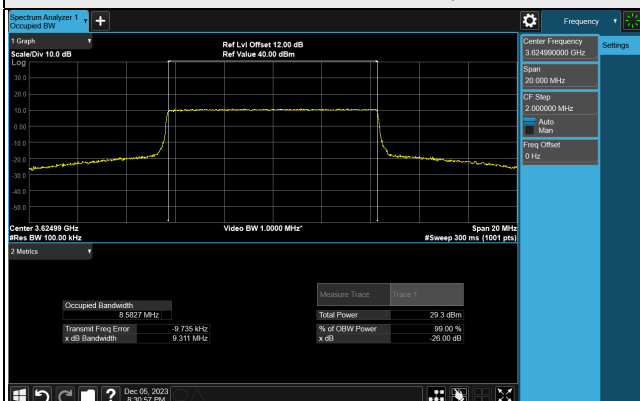 Spectrum Analyzer 1
Occupied BW
+
Frequency
1 Graph
Scale/Div 10.0 dB
Log
Ref Lvl Offset 12.00 dB
Ref Value 40.00 dBm
30.0
20.0
10.0
0.00
-10.0
-20.0
-30.0
-40.0
-50.0
Center 3.62499 GHz
#Res BW 100.00 kHz
Video BW 1.0000 MHz*
Span 20 MHz
#Sweep 300 ms (1001 pts)
2 Metrics
Measure Trace
Trace 1
Occupied Bandwidth
8.5827 MHz
Total Power
29.3 dBm
Transmit Freq Error
-9.735 kHz
% of OBW Power
99.00 %
x dB Bandwidth
9.311 MHz
x dB
-26.00 dB
Center Frequency
3.624990000 GHz
Settings
Span
20.000 MHz
CF Step
2.000000 MHz
Auto
Man
Freq Offset
0 Hz
?
Dec 05, 2023
8:30:57 PM